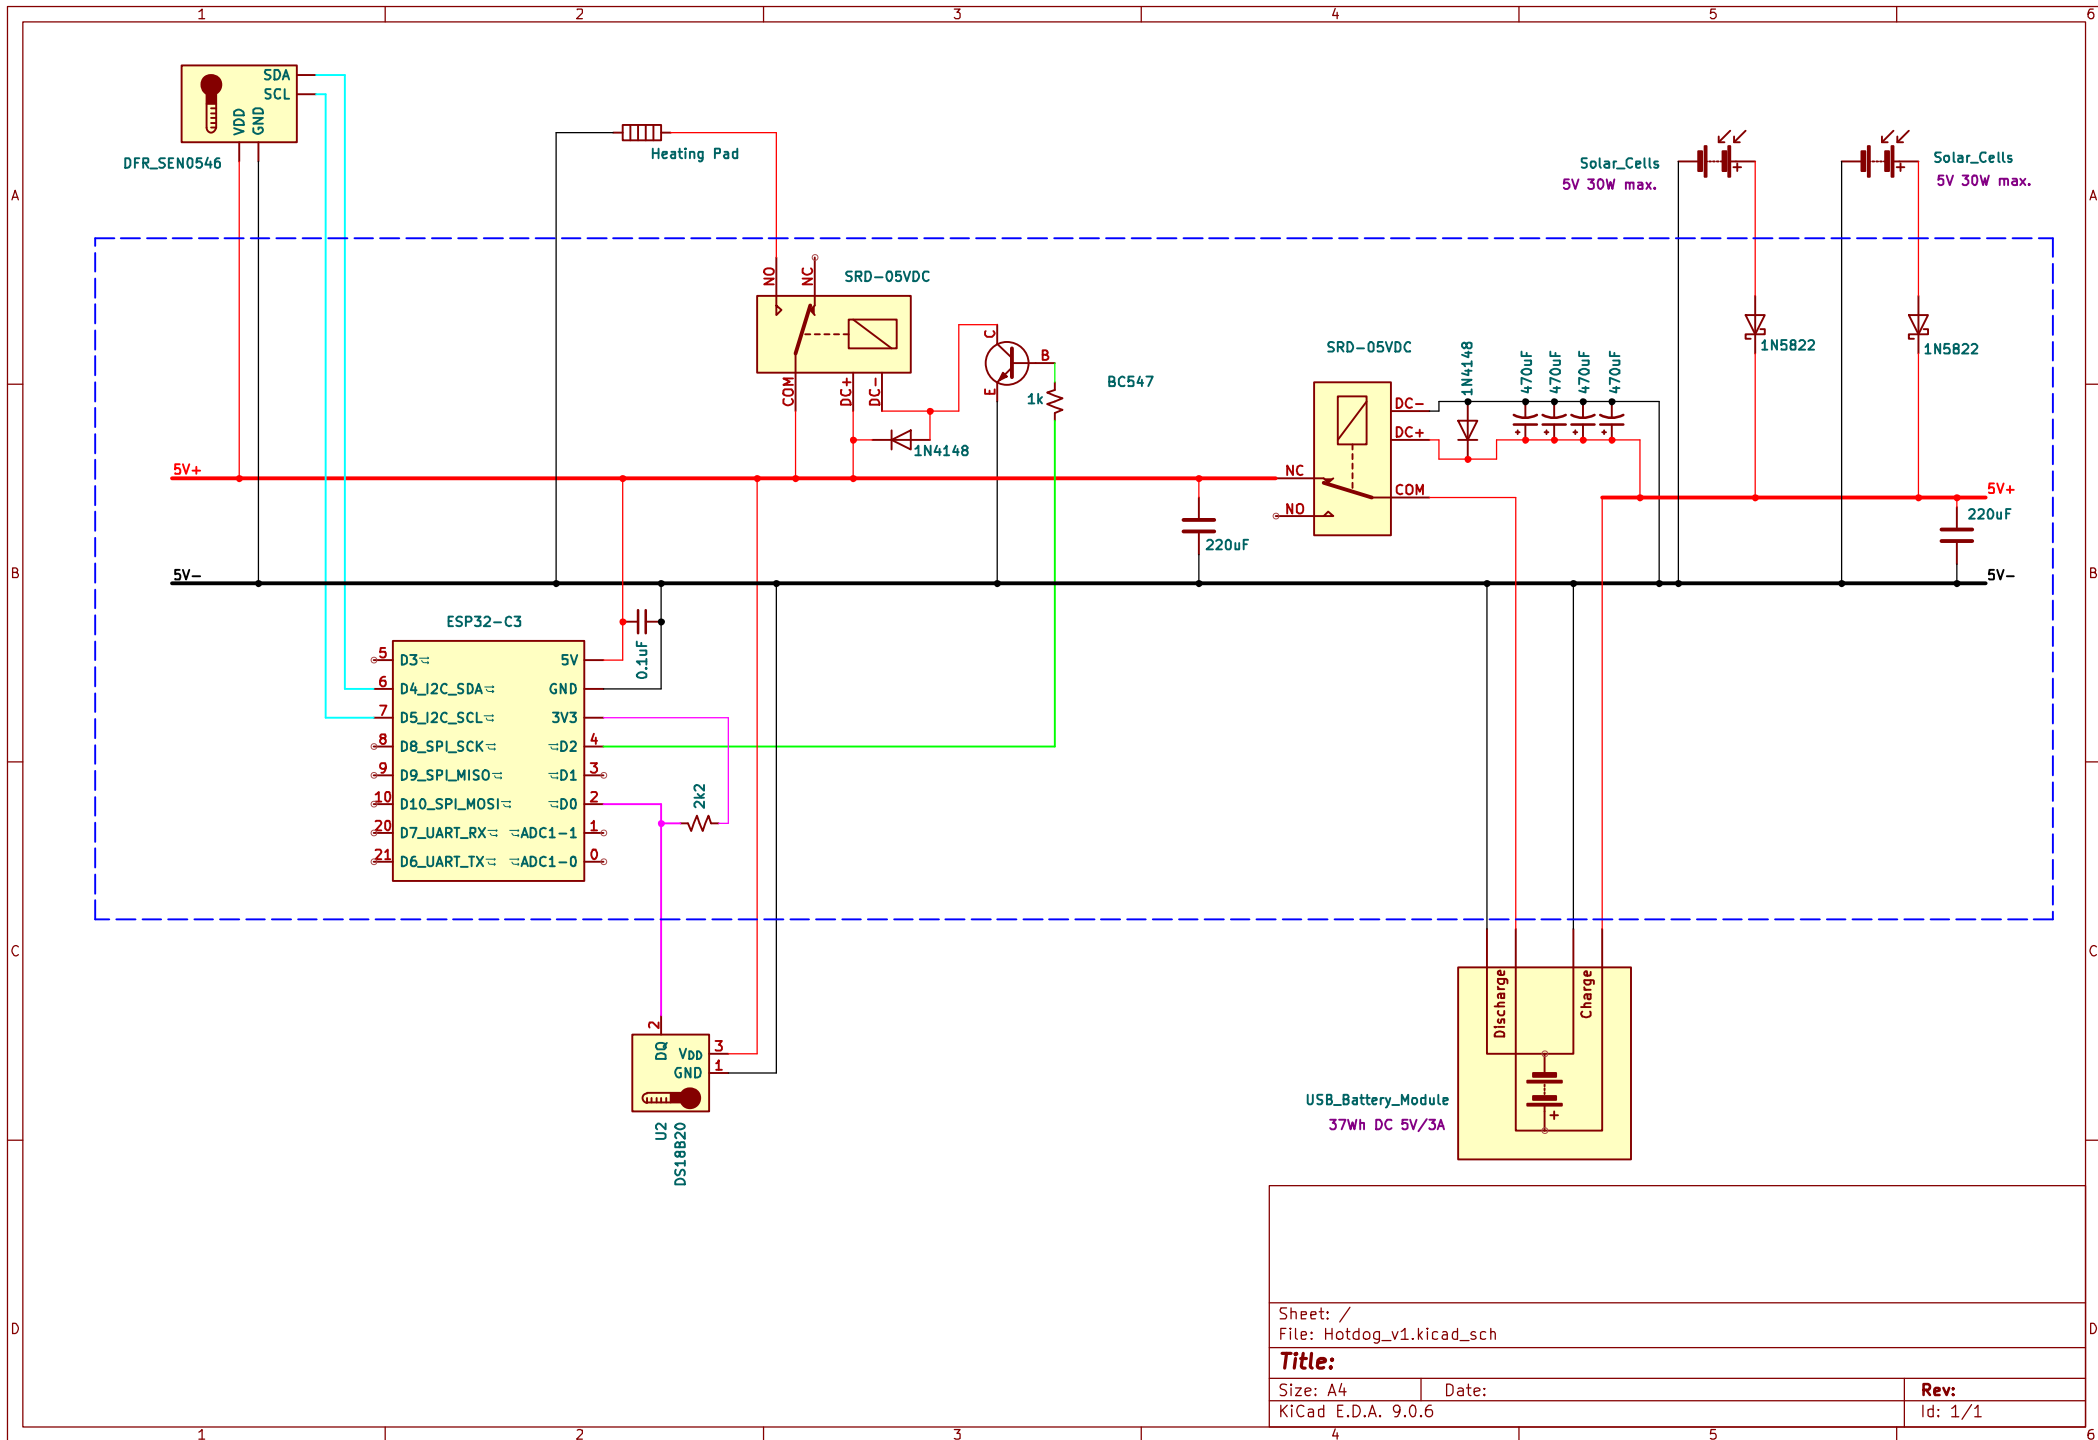 1 2 3 4 5 6
A
B
C
D
A
B
C
D
SDA
SCL
VDD
GND
DFR_SEN0546
Heating Pad
Solar_Cells
5V 30W max.
+
Solar_Cells
5V 30W max.
+
NO
NC
SRD-05VDC
COM
DC+
DC-
1N4148
C
B
E
BC547
1k
SRD-05VDC
DC-
DC+
NC
COM
NO
1N4148
470uF
470uF
470uF
470uF
+
+
+
+
1N5822
1N5822
5V+
5V+
220uF
220uF
5V-
5V-
ESP32-C3
0.1uF
5 D3
6 D4_I2C_SDA
7 D5_I2C_SCL
8 D8_SPI_SCK
9 D9_SPI_MISO
10 D10_SPI_MOSI
20 D7_UART_RX
21 D6_UART_TX
5V
GND
3V3
D2 4
D1 3
D0 2
ADC1-1 1
ADC1-0 0
2k2
2
DQ
VDD 3
GND 1
U2
DS18B20
Discharge
Charge
+
USB_Battery_Module
37Wh DC 5V/3A
Sheet: /
File: Hotdog_v1.kicad_sch
Title:
Size: A4
Date:
Rev:
KiCad E.D.A. 9.0.6
Id: 1/1
1 2 3 4 5 6